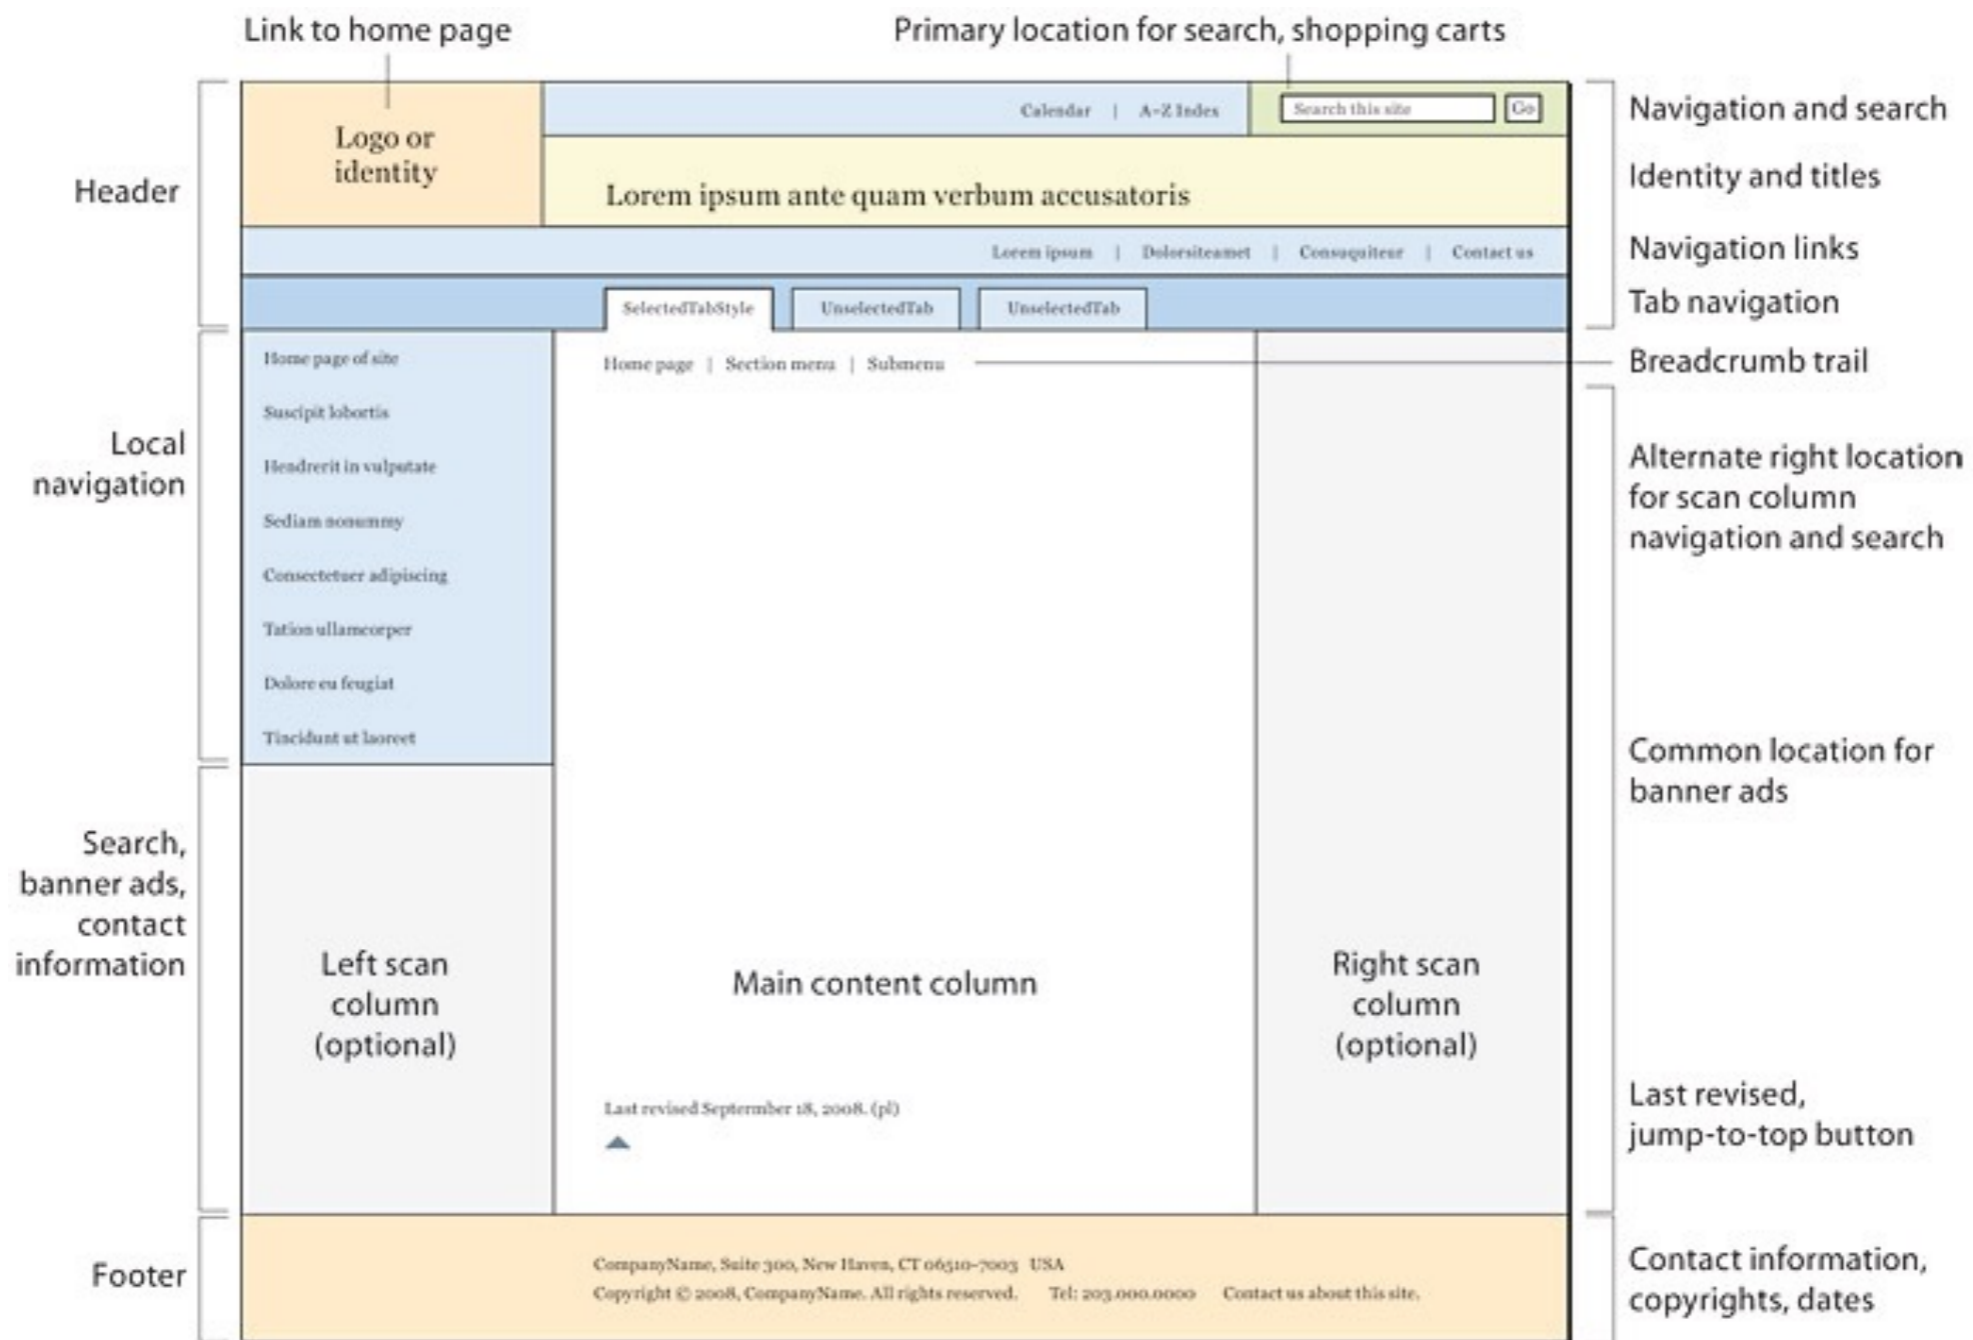 Link to home page
Primary location for search, shopping carts
Header
Logo or
identity
Calendar | A–Z Index
Search this site
Go
Navigation and search
Lorem ipsum ante quam verbum accusatoris
Identity and titles
Lorem ipsum | Dolorsiteamet | Consuquiteur | Contact us
Navigation links
SelectedTabStyle
UnselectedTab
UnselectedTab
Tab navigation
Local
navigation
Home page of site
Suscipit lobortis
Hendrerit in vulputate
Sediam nonummy
Consectetuer adipiscing
Tation ullamcorper
Dolore eu feugiat
Tincidunt ut laoreet
Home page | Section menu | Submenu
Breadcrumb trail
Alternate right location
for scan column
navigation and search
Common location for
banner ads
Search,
banner ads,
contact
information
Left scan
column
(optional)
Main content column
Right scan
column
(optional)
Last revised Septermber 18, 2008. (pl)
Last revised,
jump-to-top button
Footer
CompanyName, Suite 300, New Haven, CT 06510-7003 USA
Copyright © 2008, CompanyName. All rights reserved. Tel: 203.000.0000 Contact us about this site.
Contact information,
copyrights, dates